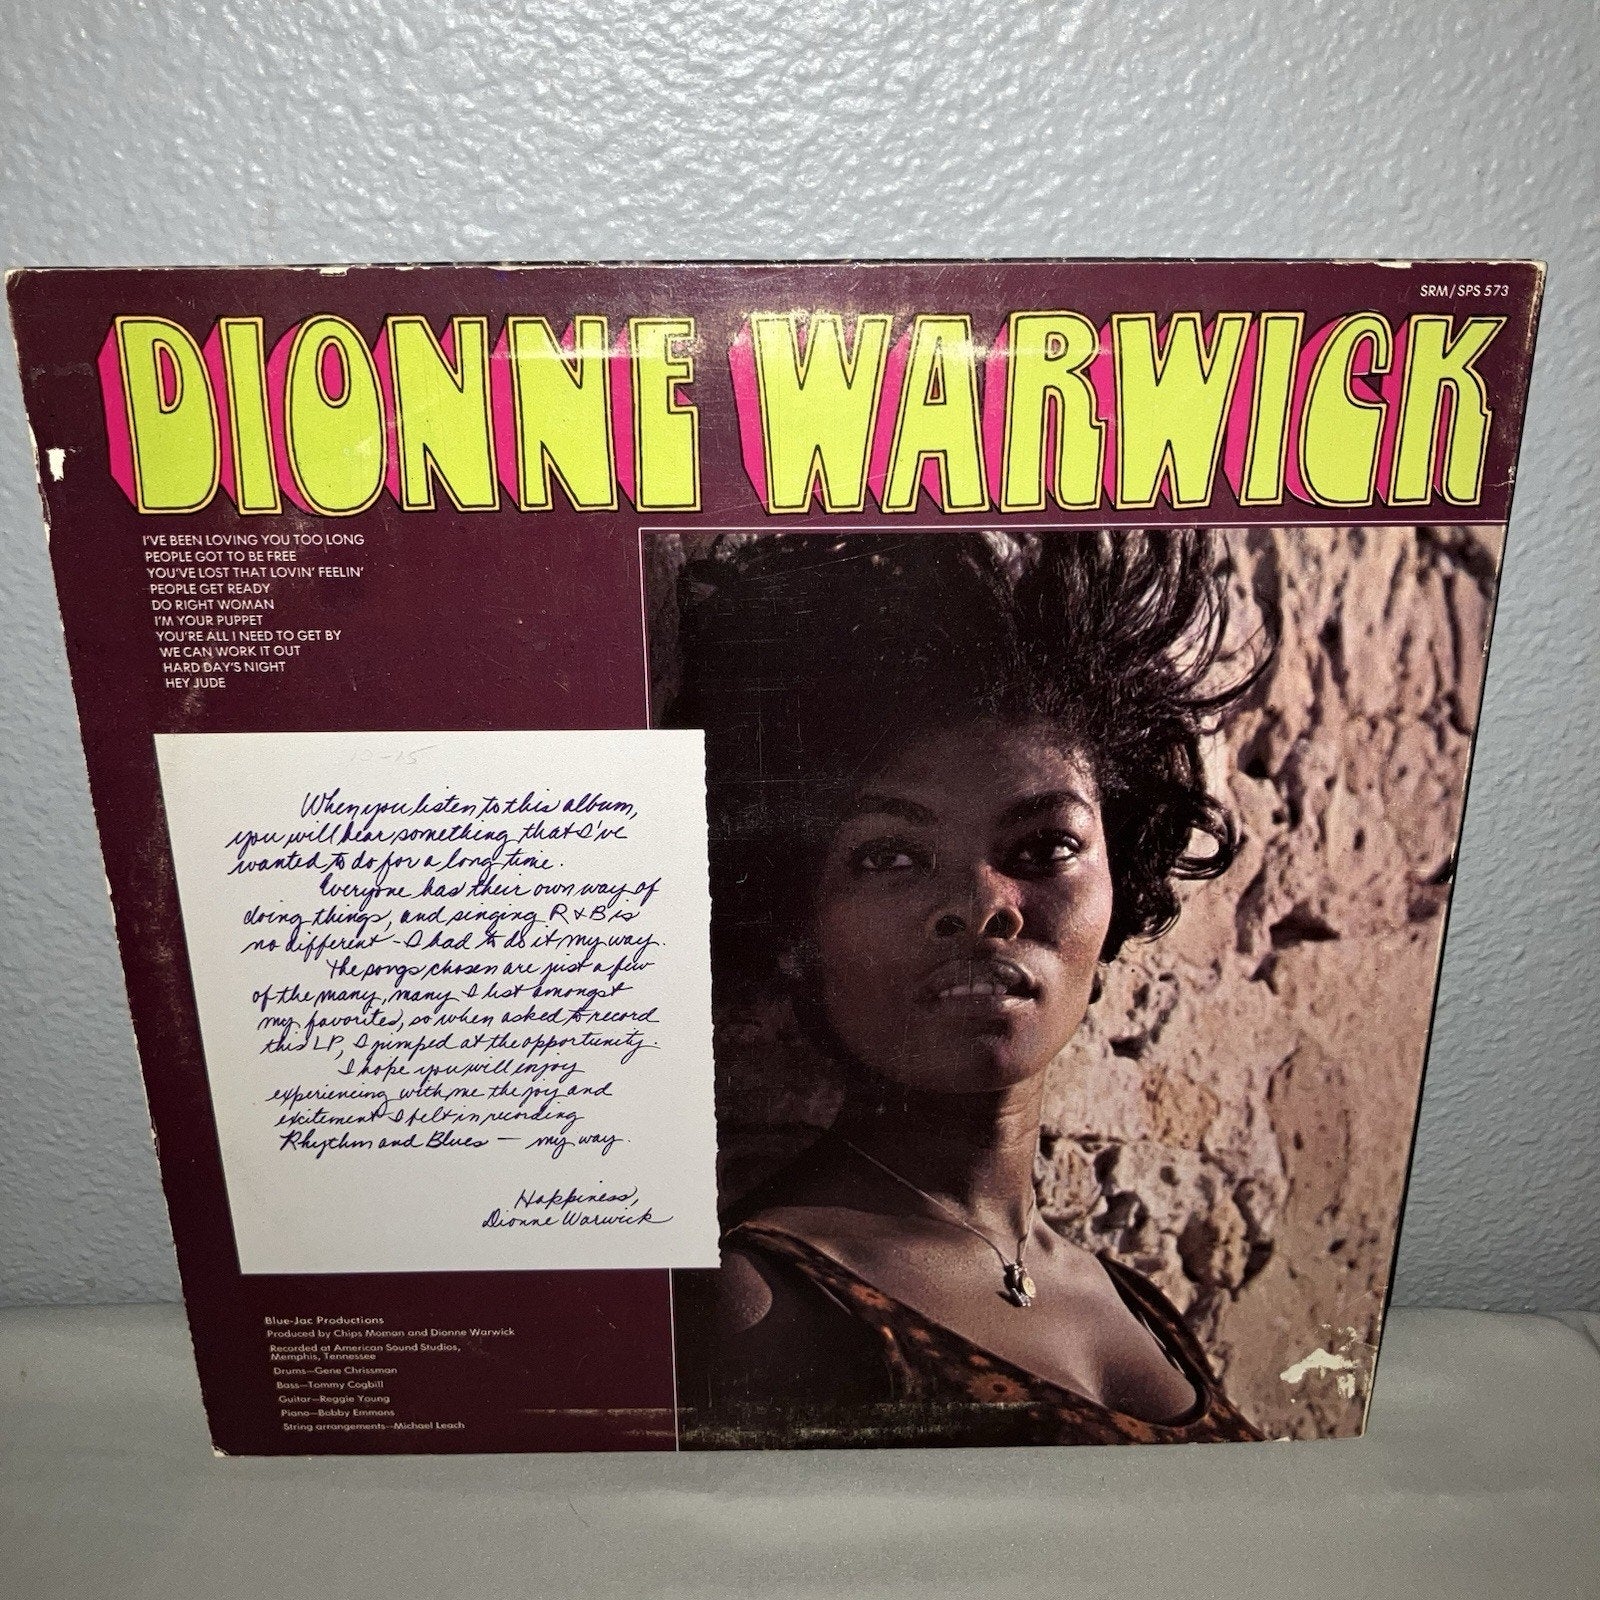 SRM/SPS 573
DIONNE WARWICK
I'VE BEEN LOVING YOU TOO LONG
PEOPLE GOT TO BE FREE
YOU'VE LOST THAT LOVIN' FEELIN'
PEOPLE GET READY
DO RIGHT WOMAN
I'M YOUR PUPPET
YOU'RE ALL I NEED TO GET BY
WE CAN WORK IT OUT
HARD DAY'S NIGHT
HEY JUDE
When you listen to this album,
you will hear something that I've
wanted to do for a long time.
Everyone has their own way of
doing things, and singing R & B is
no different - I had to do it my way.
The songs chosen are just a few
of the many, many I list amongst
my favorites, so when asked to record
this LP, I jumped at the opportunity.
I hope you will enjoy
experiencing with me the joy and
excitement I felt in recording
Rhythm and Blues — my way.
Happiness,
Dionne Warwick
Blue-Jac Productions
Produced by Chips Moman and Dionne Warwick
Recorded at American Sound Studios,
Memphis, Tennessee
Drums—Gene Chrissman
Bass—Tommy Cogbill
Guitar—Reggie Young
Piano—Bobby Emmons
String arrangements—Michael Leach